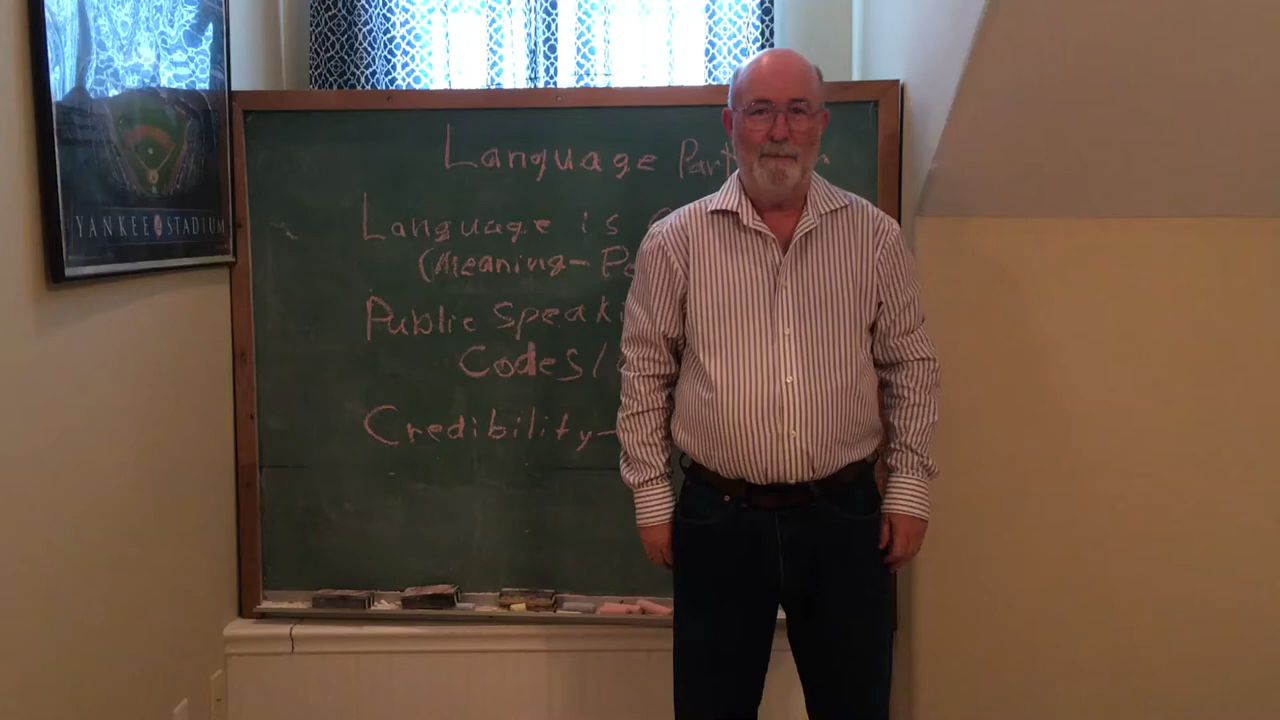 YANKEE STADIUM
Language Part
Language is
(Meaning-
Public Speaki
Codes/
Credibility-